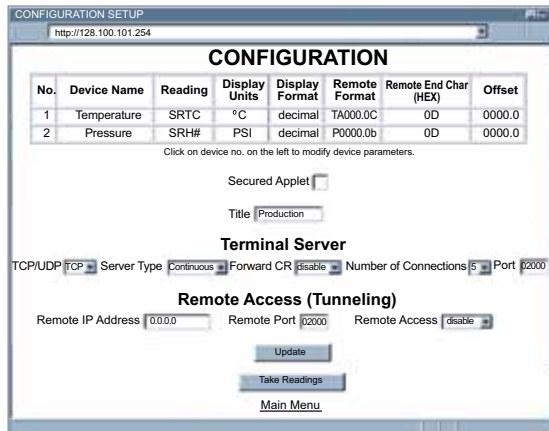 CONFIGURATION SETUP
http://128.100.101.254
CONFIGURATION
No. Device Name Reading Display Units Display Format Remote Format Remote End Char (HEX) Offset
1 Temperature SRTC °C decimal TA000.0C 0D 0000.0
2 Pressure SRH# PSI decimal P0000.0b 0D 0000.0
Click on device no. on the left to modify device parameters.
Secured Applet
Title Production
Terminal Server
TCP/UDP TCP Server Type Continuous Forward CR disable Number of Connections 5 Port 02000
Remote Access (Tunneling)
Remote IP Address 0.0.0.0 Remote Port 02000 Remote Access disable
Update
Take Readings
Main Menu